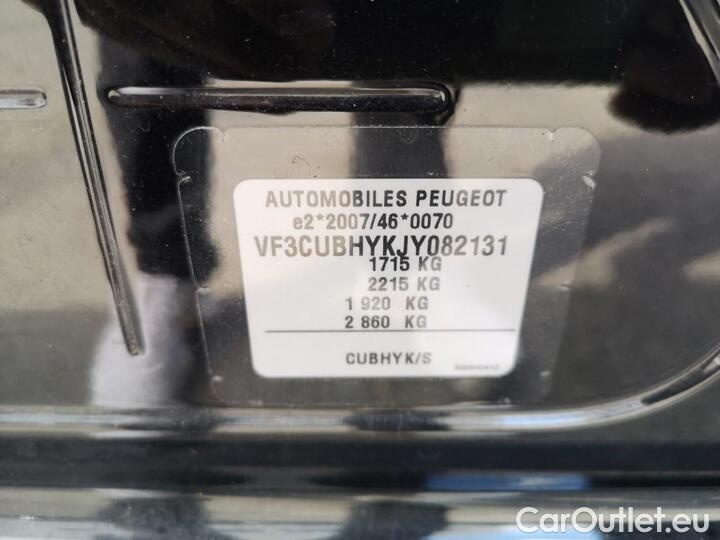 AUTOMOBILES PEUGEOT
e2*2007/46*0070
VF3CUBHYKJY082131
1715 KG
2215 KG
1 920 KG
2 860 KG
CUBHYK/S
CarOutlet.eu